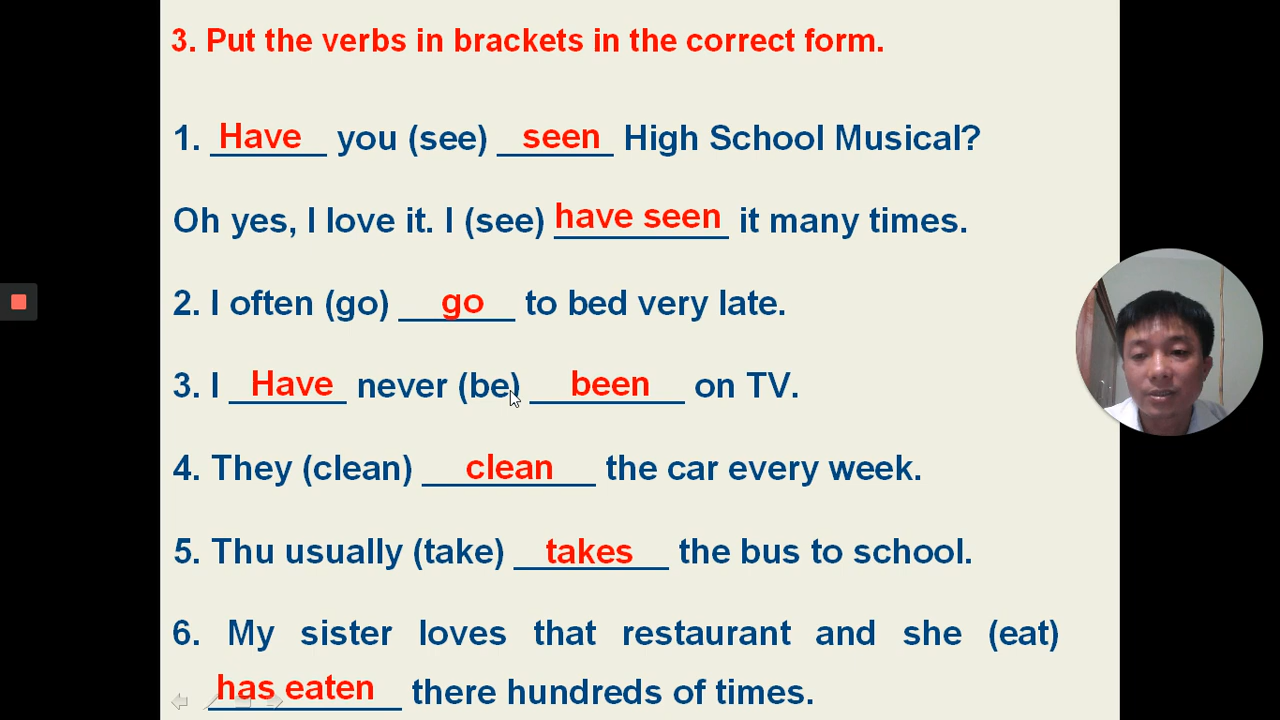 3. Put the verbs in brackets in the correct form.
1. Have you (see) seen High School Musical?
Oh yes, I love it. I (see) have seen it many times.
2. I often (go) go to bed very late.
3. I Have never (be) been on TV.
4. They (clean) clean the car every week.
5. Thu usually (take) takes the bus to school.
6. My sister loves that restaurant and she (eat)
has eaten there hundreds of times.